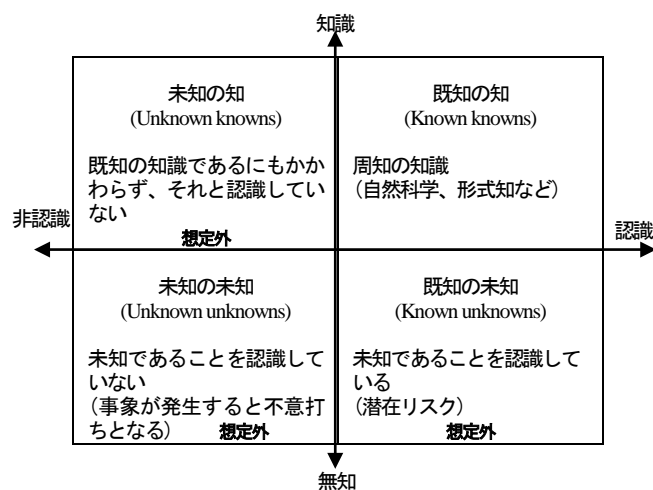 知識
未知の知
(Unknown knowns)
既知の知識であるにもかか
わらず、それと認識してい
ない
想定外
既知の知
(Known knowns)
周知の知識
(自然科学、形式知など)
非認識
認識
未知の未知
(Unknown unknowns)
未知であることを認識して
いない
(事象が発生すると不意打
ちとなる) 想定外
既知の未知
(Known unknowns)
未知であることを認識して
いる
(潜在リスク)
想定外
無知